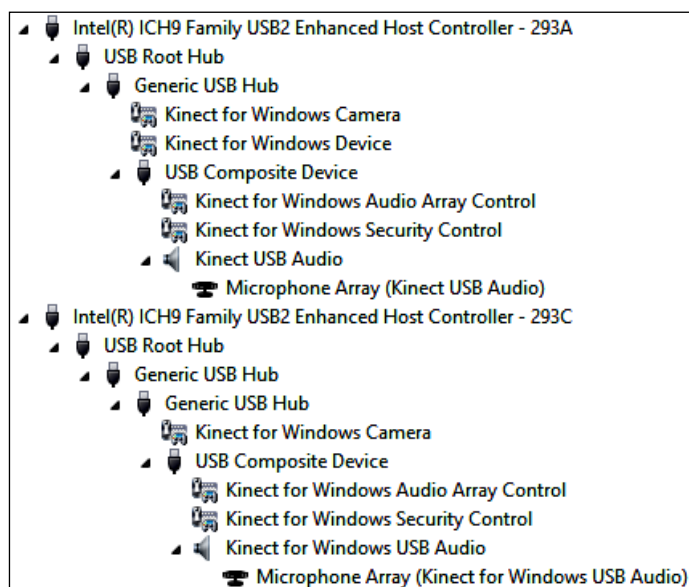 Intel(R) ICH9 Family USB2 Enhanced Host Controller - 293A
USB Root Hub
Generic USB Hub
Kinect for Windows Camera
Kinect for Windows Device
USB Composite Device
Kinect for Windows Audio Array Control
Kinect for Windows Security Control
Kinect USB Audio
Microphone Array (Kinect USB Audio)
Intel(R) ICH9 Family USB2 Enhanced Host Controller - 293C
USB Root Hub
Generic USB Hub
Generic USB Hub
Kinect for Windows Camera
USB Composite Device
Kinect for Windows Audio Array Control
Kinect for Windows Security Control
Kinect for Windows USB Audio
Microphone Array (Kinect for Windows USB Audio)